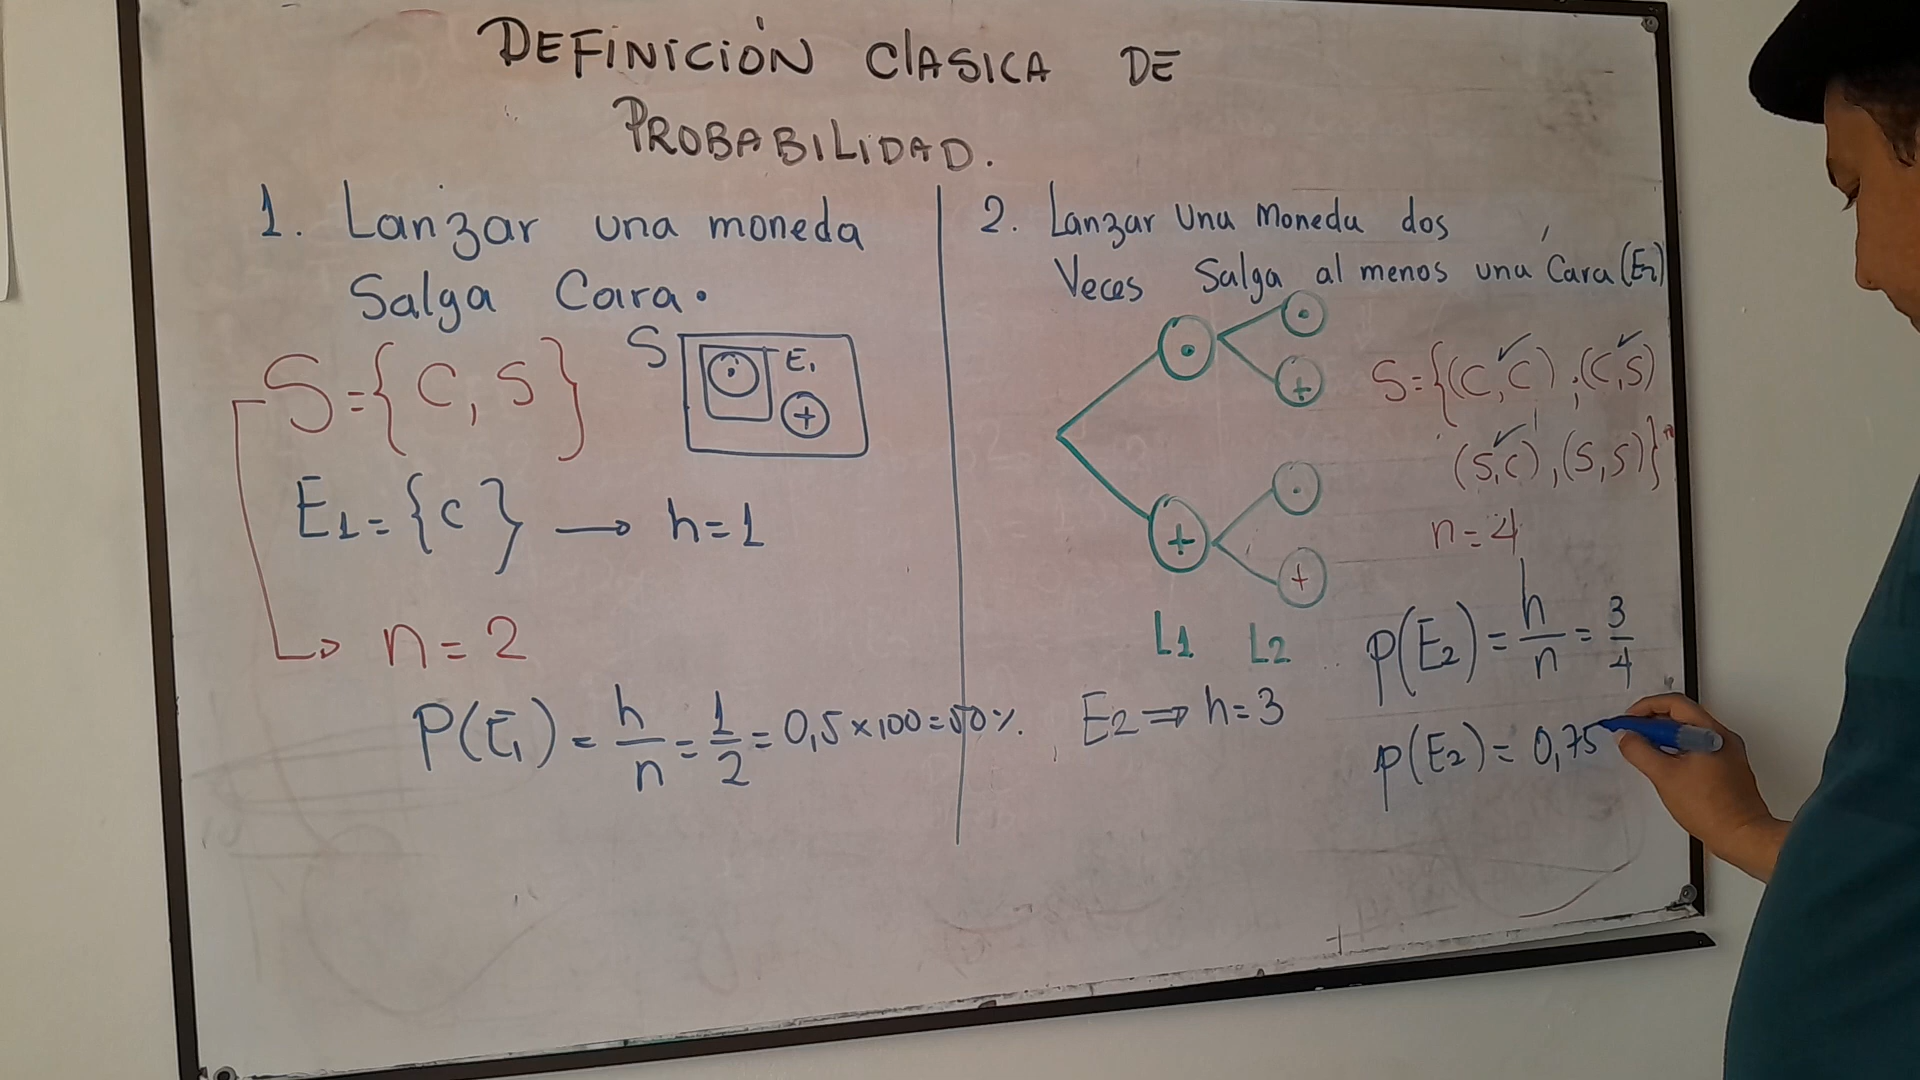 DEFINICIÓN CLASICA DE
PROBABILIDAD.
1. Lanzar una moneda
Salga Cara.
S={C, S}
S
E1
E1={C} → h=1
→ n=2
P(E1) = h/n = 1/2 = 0,5 x 100 = 50%.
2. Lanzar Una Moneda dos
Veces Salga al menos una Cara (E2)
S={(C,C) ; (C,S)
(S,C) , (S,S)}
n=4
L1 L2
E2 ⇒ h=3
P(E2) = h/n = 3/4
P(E2) = 0,75